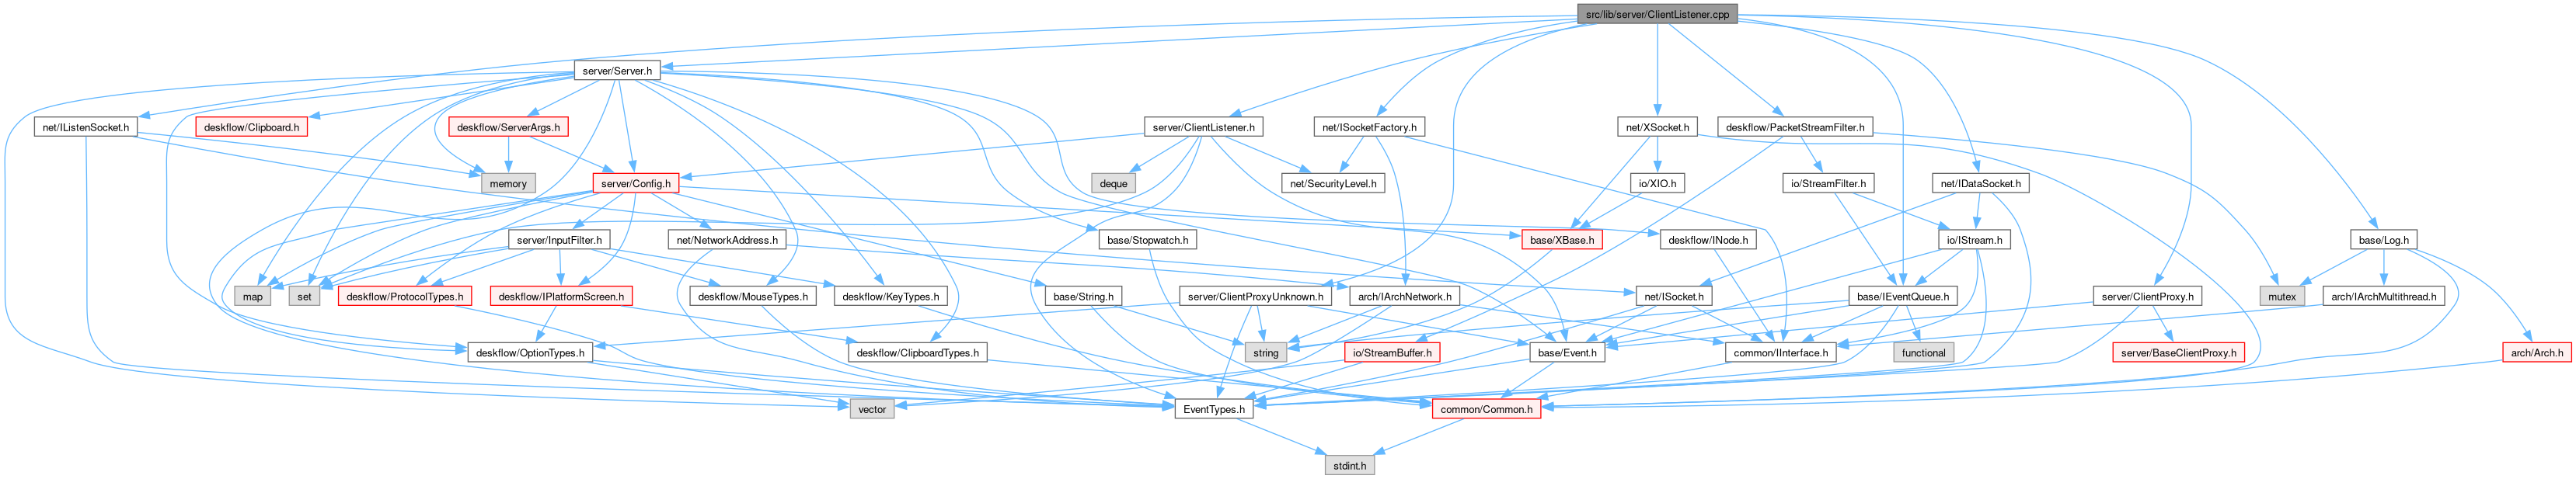 src/lib/server/ClientListener.cpp
server/Server.h
net/IListenSocket.h
deskflow/Clipboard.h
deskflow/ServerArgs.h
server/ClientListener.h
net/ISocketFactory.h
net/XSocket.h
deskflow/PacketStreamFilter.h
memory
server/Config.h
deque
net/SecurityLevel.h
io/XIO.h
io/StreamFilter.h
net/IDataSocket.h
server/InputFilter.h
net/NetworkAddress.h
base/Stopwatch.h
base/XBase.h
deskflow/INode.h
io/IStream.h
base/Log.h
map
set
deskflow/ProtocolTypes.h
deskflow/IPlatformScreen.h
deskflow/MouseTypes.h
deskflow/KeyTypes.h
base/String.h
server/ClientProxyUnknown.h
arch/IArchNetwork.h
net/ISocket.h
base/IEventQueue.h
server/ClientProxy.h
mutex
arch/IArchMultithread.h
deskflow/OptionTypes.h
deskflow/ClipboardTypes.h
string
io/StreamBuffer.h
base/Event.h
common/IInterface.h
functional
server/BaseClientProxy.h
arch/Arch.h
vector
EventTypes.h
common/Common.h
stdint.h